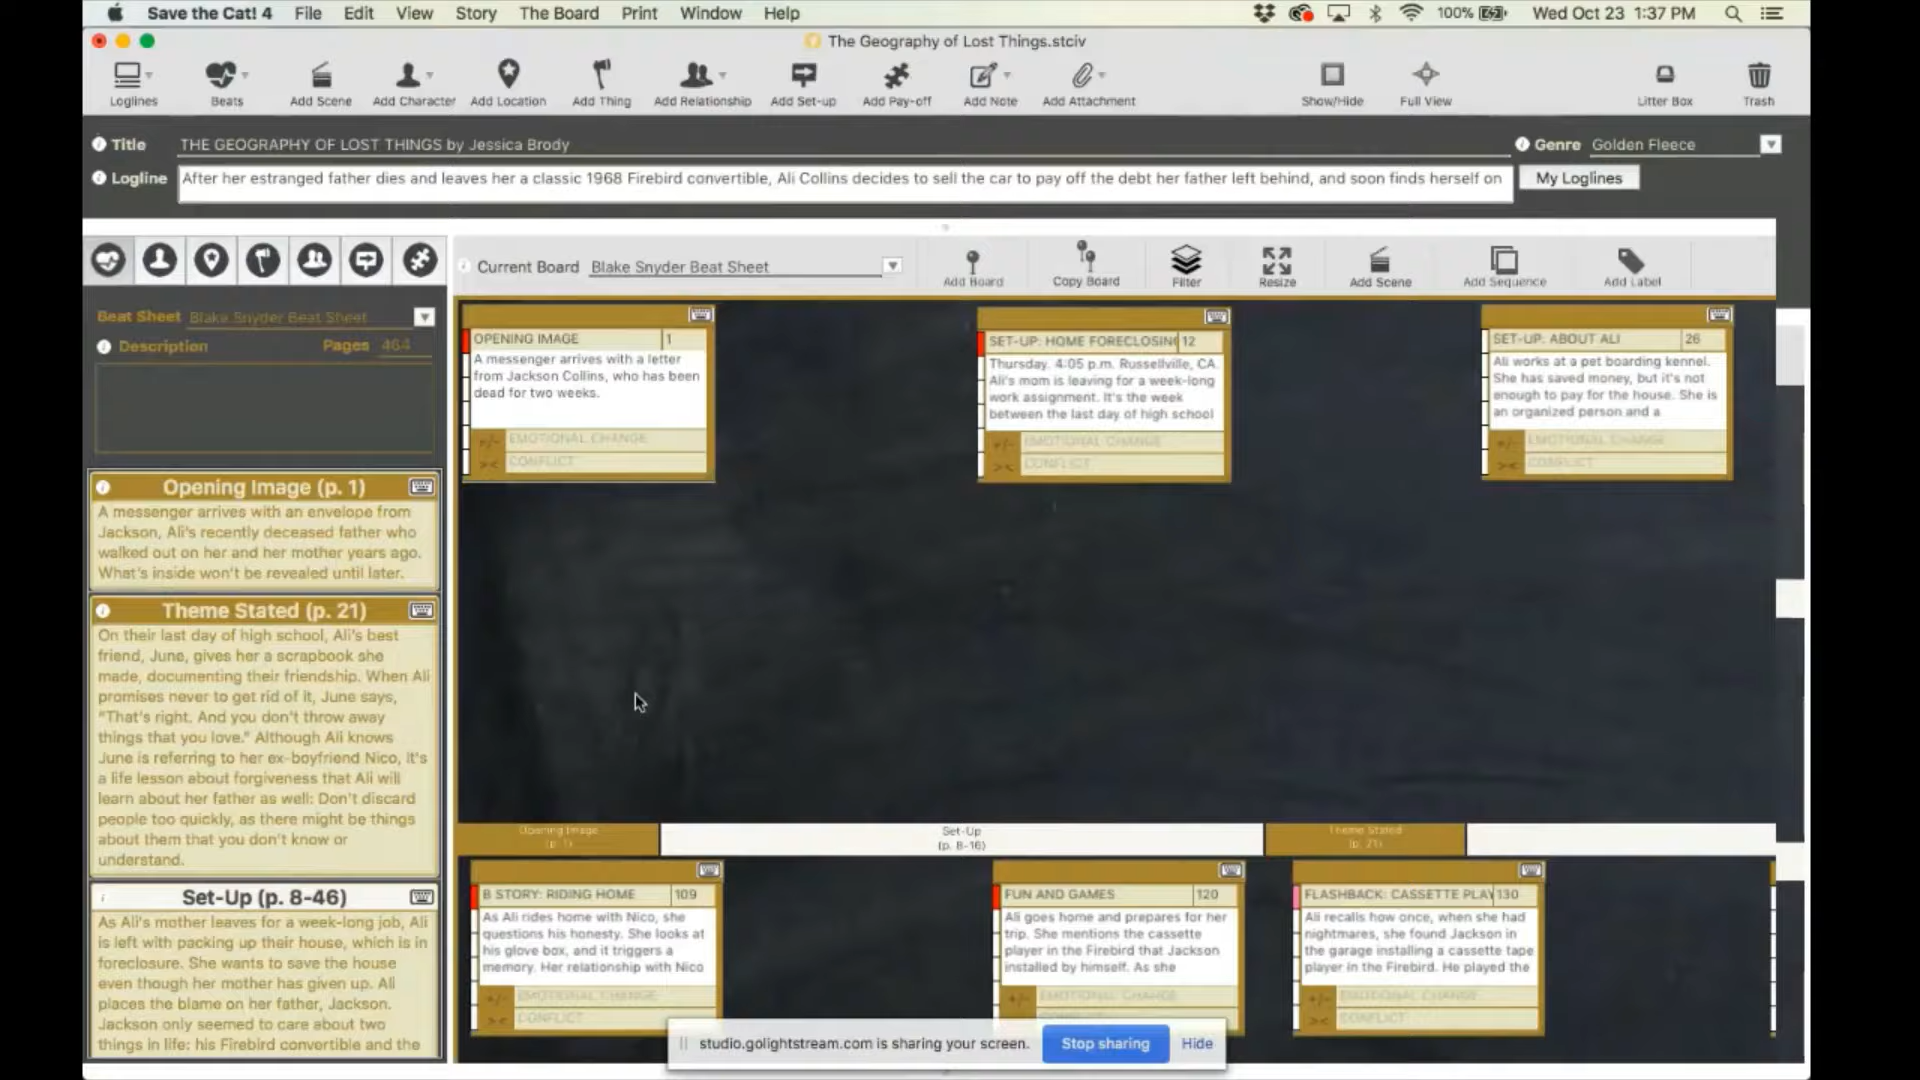 Save the Cat! 4 File Edit View Story The Board Print Window Help 100% Wed Oct 23 1:37 PM
The Geography of Lost Things.stciv
Loglines Beats Add Scene Add Character Add Location Add Thing Add Relationship Add Set-up Add Pay-off Add Note Add Attachment Show/Hide Full View Litter Box Trash
Title THE GEOGRAPHY OF LOST THINGS by Jessica Brody Genre Golden Fleece
Logline After her estranged father dies and leaves her a classic 1968 Firebird convertible, Ali Collins decides to sell the car to pay off the debt her father left behind, and soon finds herself on My Loglines
Current Board Blake Snyder Beat Sheet Add Board Copy Board Filter Resize Add Scene Add Sequence Add Label
Beat Sheet Blake Snyder Beat Sheet
Description Pages 464
Opening Image (p. 1)
A messenger arrives with an envelope from
Jackson, Ali's recently deceased father who
walked out on her and her mother years ago.
What's inside won't be revealed until later.
Theme Stated (p. 21)
On their last day of high school, Ali's best
friend, June, gives her a scrapbook she
made, documenting their friendship. When Ali
promises never to get rid of it, June says,
"That's right. And you don't throw away
things that you love." Although Ali knows
June is referring to her ex-boyfriend Nico, it's
a life lesson about forgiveness that Ali will
learn about her father as well: Don't discard
people too quickly, as there might be things
about them that you don't know or
understand.
Set-Up (p. 8-46)
As Ali's mother leaves for a week-long job, Ali
is left with packing up their house, which is in
foreclosure. She wants to save the house
even though her mother has given up. Ali
places the blame on her father, Jackson.
Jackson only seemed to care about two
things in life: his Firebird convertible and the
OPENING IMAGE 1
A messenger arrives with a letter
from Jackson Collins, who has been
dead for two weeks.
+/- EMOTIONAL CHANGE
>< CONFLICT
SET-UP: HOME FORECLOSIN 12
Thursday. 4:05 p.m. Russellville, CA.
Ali's mom is leaving for a week-long
work assignment. It's the week
between the last day of high school
+/- EMOTIONAL CHANGE
>< CONFLICT
SET-UP: ABOUT ALI 26
Ali works at a pet boarding kennel.
She has saved money, but it's not
enough to pay for the house. She is
an organized person and a
+/- EMOTIONAL CHANGE
>< CONFLICT
Opening Image
(p. 1)
Set-Up
(p. 8-16)
Theme Stated
(p. 21)
B STORY: RIDING HOME 109
As Ali rides home with Nico, she
questions his honesty. She looks at
his glove box, and it triggers a
memory. Her relationship with Nico
+/- EMOTIONAL CHANGE
>< CONFLICT
FUN AND GAMES 120
Ali goes home and prepares for her
trip. She mentions the cassette
player in the Firebird that Jackson
installed by himself. As she
+/- EMOTIONAL CHANGE
>< CONFLICT
FLASHBACK: CASSETTE PLAY 130
Ali recalls how once, when she had
nightmares, she found Jackson in
the garage installing a cassette tape
player in the Firebird. He played the
+/- EMOTIONAL CHANGE
>< CONFLICT
studio.golightstream.com is sharing your screen. Stop sharing Hide